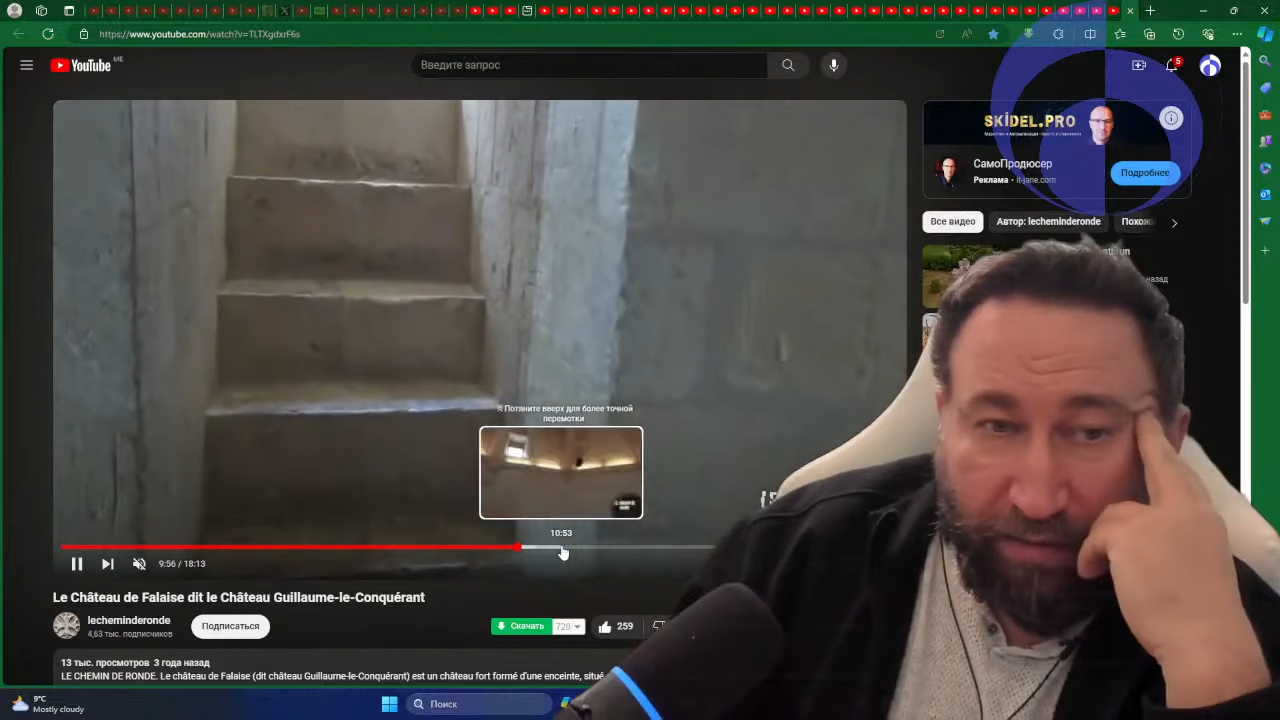 https://www.youtube.com/watch?v=TLTXgdxrF6s
YouTube ME
Введите запрос
5
SKIDEL.PRO
СамоПродюсер
Реклама • it-jane.com
Подробнее
Все видео
Автор: lecheminderonde
Похож
назад
※Потяните вверх для более точной
перемотки
10:53
9:56 / 18:13
Le Château de Falaise dit le Château Guillaume-le-Conquérant
lecheminderonde
4,63 тыс. подписчиков
Подписаться
Скачать 720
259
13 тыс. просмотров 3 года назад
LE CHEMIN DE RONDE. Le château de Falaise (dit château Guillaume-le-Conquérant) est un château fort formé d'une enceinte, situé
9°C
Mostly cloudy
Поиск